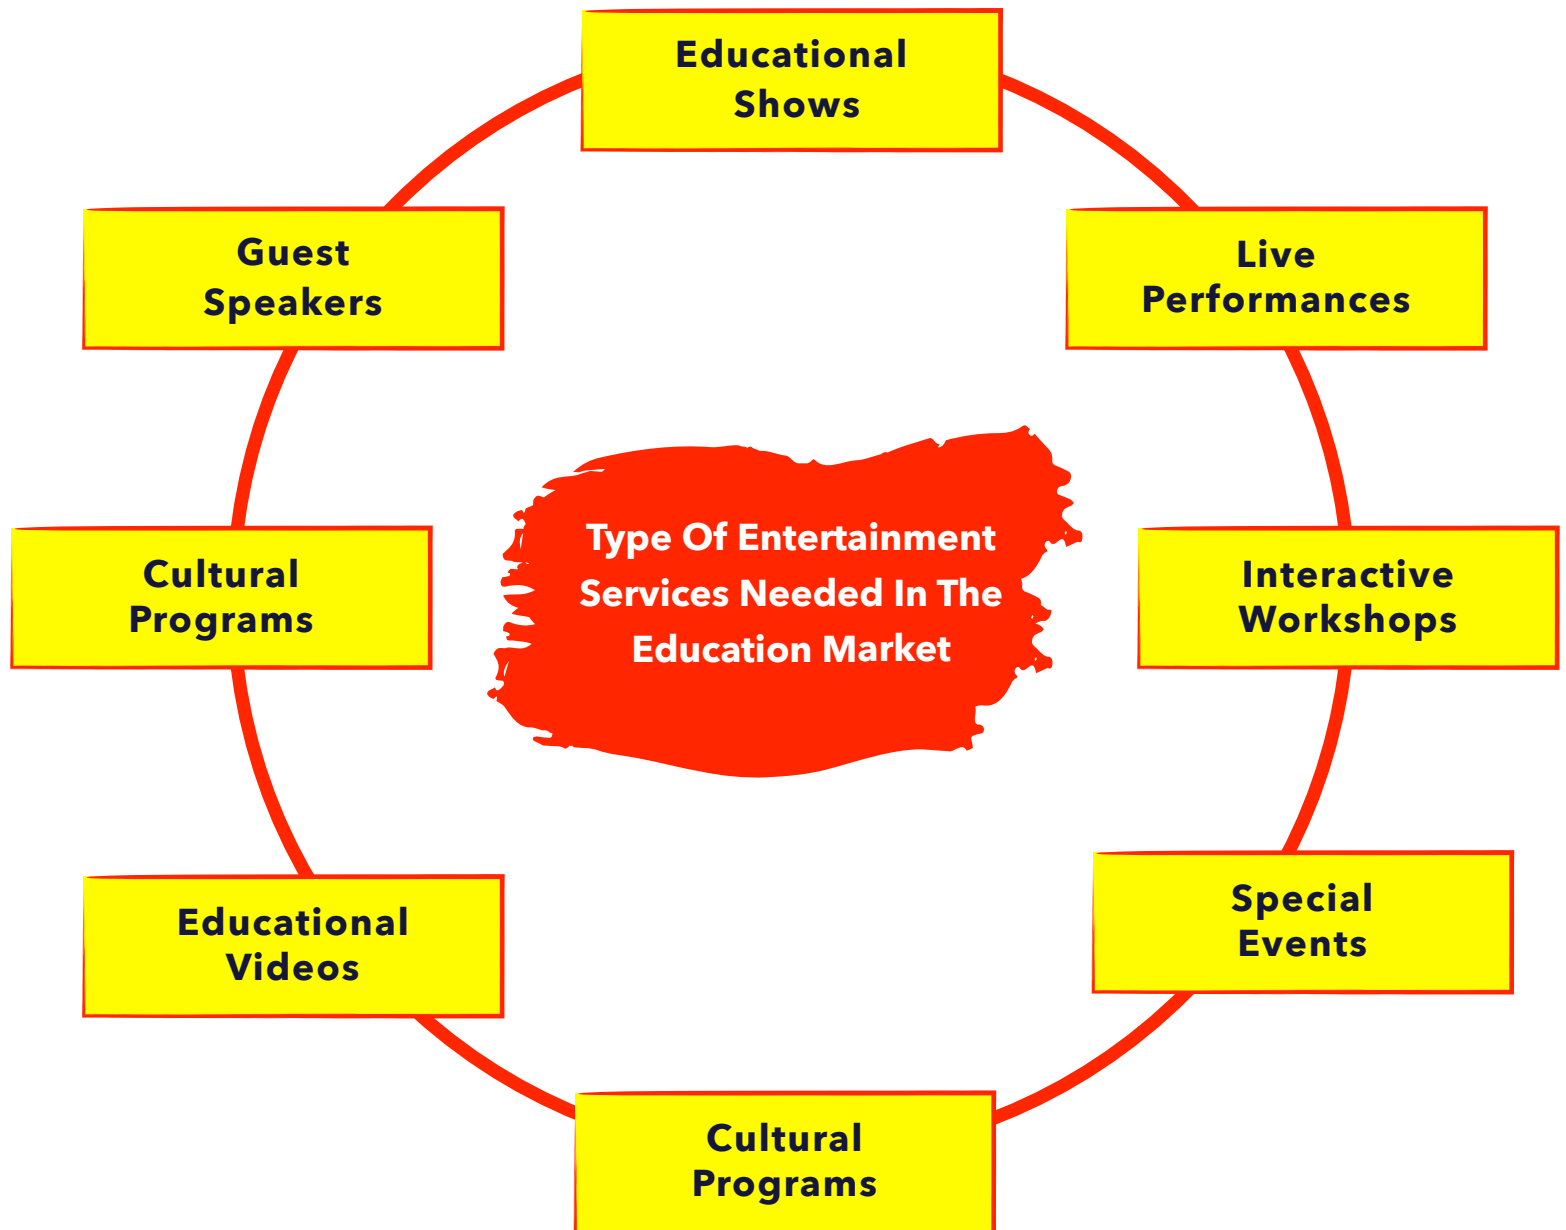 Educational
Shows
Guest
Speakers
Live
Performances
Type Of Entertainment
Services Needed In The
Education Market
Cultural
Programs
Interactive
Workshops
Educational
Videos
Special
Events
Cultural
Programs